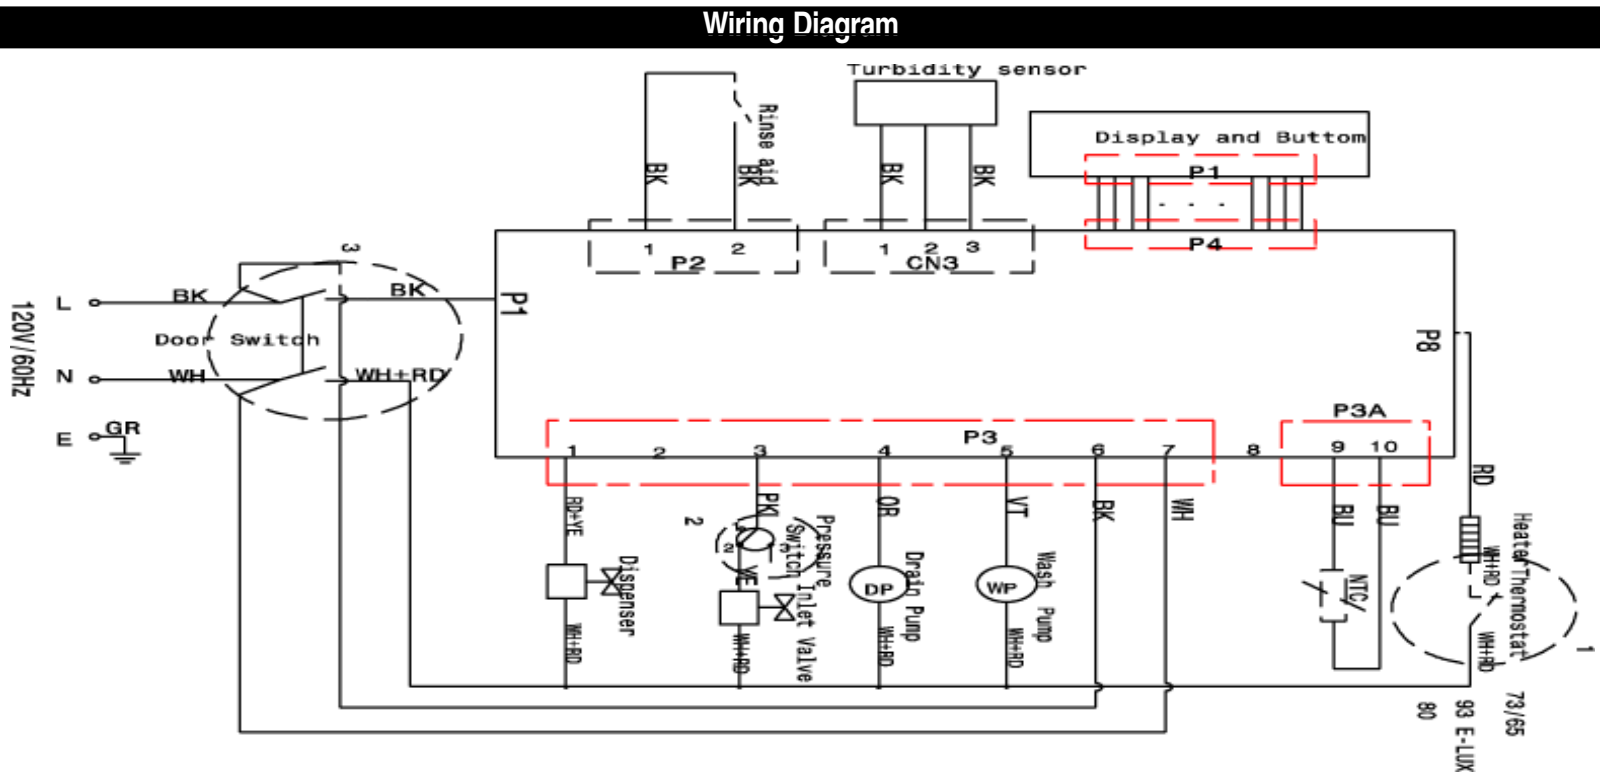 Wiring Diagram
Turbidity sensor
Rinse aid
Display and Buttom
BK
BK
BK
BK
P1
. . .
P4
1
2
P2
1
2
3
CN3
3
L
BK
BK
P1
120V/60Hz
Door Switch
P8
N
WH
WH+RD
E
GR
P3A
P3
1
2
3
4
5
6
7
8
9
10
RD
RD+YE
PK
OR
VT
BK
WH
BU
BU
2
Pressure
Switch
2
3
YE
Heater
Thermostat
WH+RD
Dispenser
Inlet Valve
DP
Drain Pump
WP
Wash Pump
NTC
WH+RD
WH+RD
WH+RD
WH+RD
WH+RD
1
73/65
93 E-LUX
80